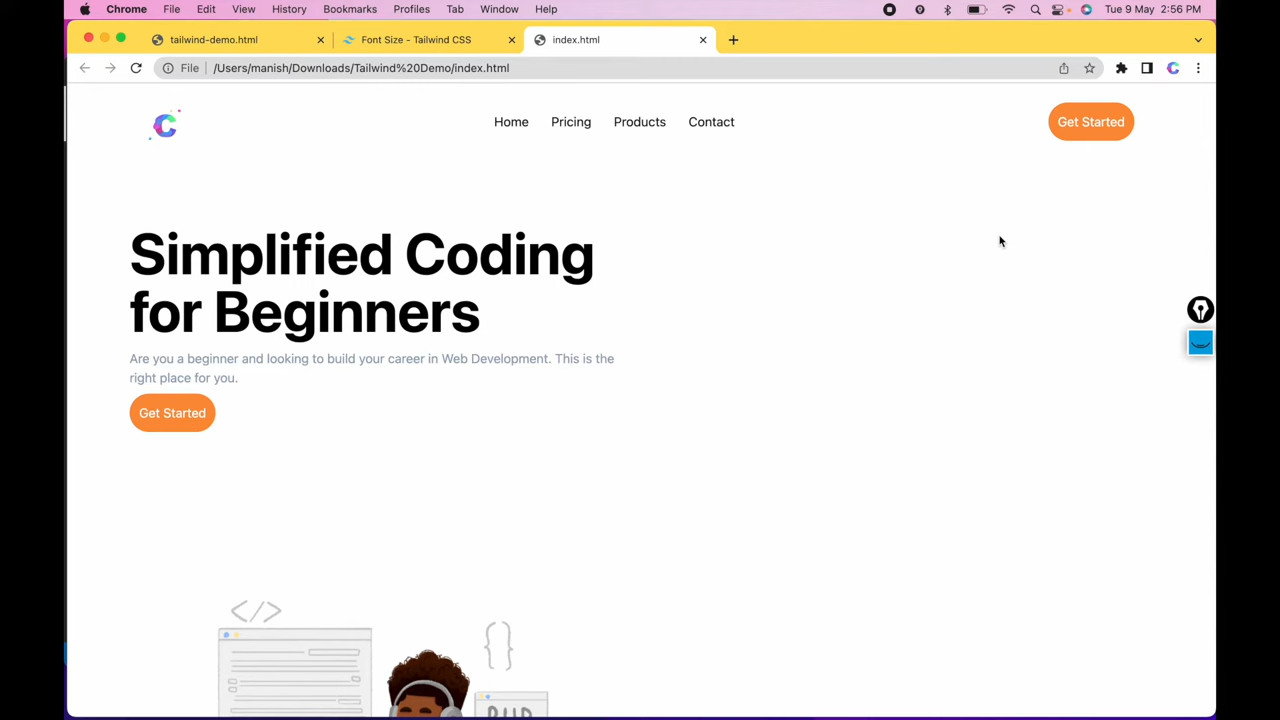 Chrome File Edit View History Bookmarks Profiles Tab Window Help Tue 9 May 2:56 PM
tailwind-demo.html Font Size - Tailwind CSS index.html
File /Users/manish/Downloads/Tailwind%20Demo/index.html
C Home Pricing Products Contact Get Started
Simplified Coding
for Beginners
Are you a beginner and looking to build your career in Web Development. This is the
right place for you.
Get Started
</>
{}
PHP